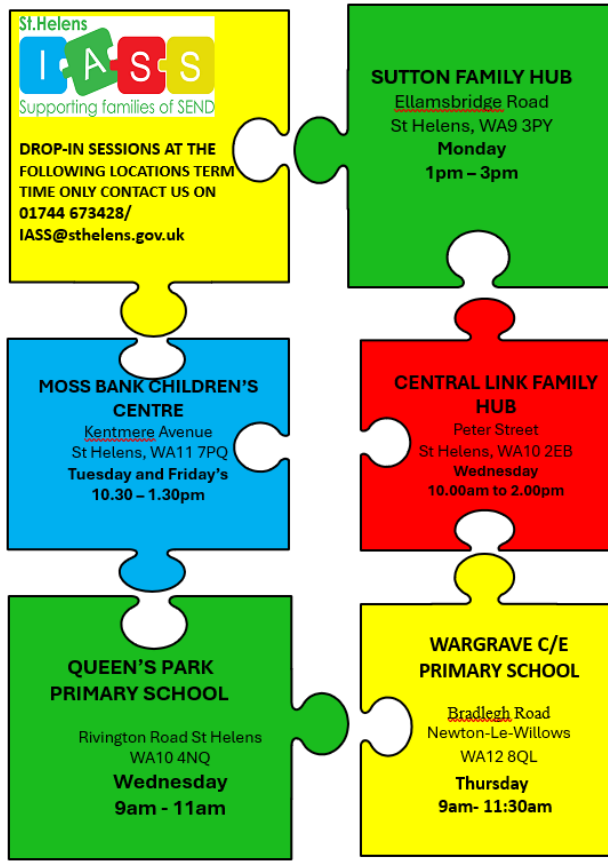 St.Helens
IASS
Supporting families of SEND
DROP-IN SESSIONS AT THE
FOLLOWING LOCATIONS TERM
TIME ONLY CONTACT US ON
01744 673428/
IASS@sthelens.gov.uk
SUTTON FAMILY HUB
Ellamsbridge Road
St Helens, WA9 3PY
Monday
1pm – 3pm
MOSS BANK CHILDREN'S
CENTRE
Kentmere Avenue
St Helens, WA11 7PQ
Tuesday and Friday's
10.30 – 1.30pm
CENTRAL LINK FAMILY
HUB
Peter Street
St Helens, WA10 2EB
Wednesday
10.00am to 2.00pm
QUEEN'S PARK
PRIMARY SCHOOL
Rivington Road St Helens
WA10 4NQ
Wednesday
9am - 11am
WARGRAVE C/E
PRIMARY SCHOOL
Bradlegh Road
Newton-Le-Willows
WA12 8QL
Thursday
9am- 11:30am